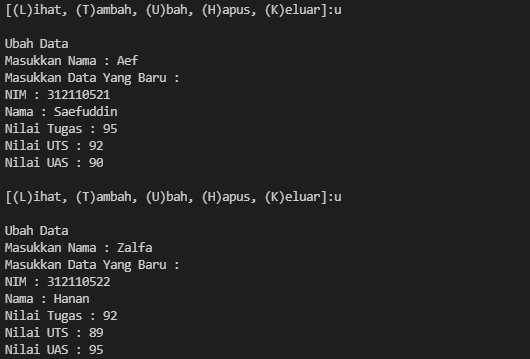 [(L)ihat, (T)ambah, (U)bah, (H)apus, (K)eluar]:u
Ubah Data
Masukkan Nama : Aef
Masukkan Data Yang Baru :
NIM : 312110521
Nama : Saefuddin
Nilai Tugas : 95
Nilai UTS : 92
Nilai UAS : 90
[(L)ihat, (T)ambah, (U)bah, (H)apus, (K)eluar]:u
Ubah Data
Masukkan Nama : Zalfa
Masukkan Data Yang Baru :
NIM : 312110522
Nama : Hanan
Nilai Tugas : 92
Nilai UTS : 89
Nilai UAS : 95